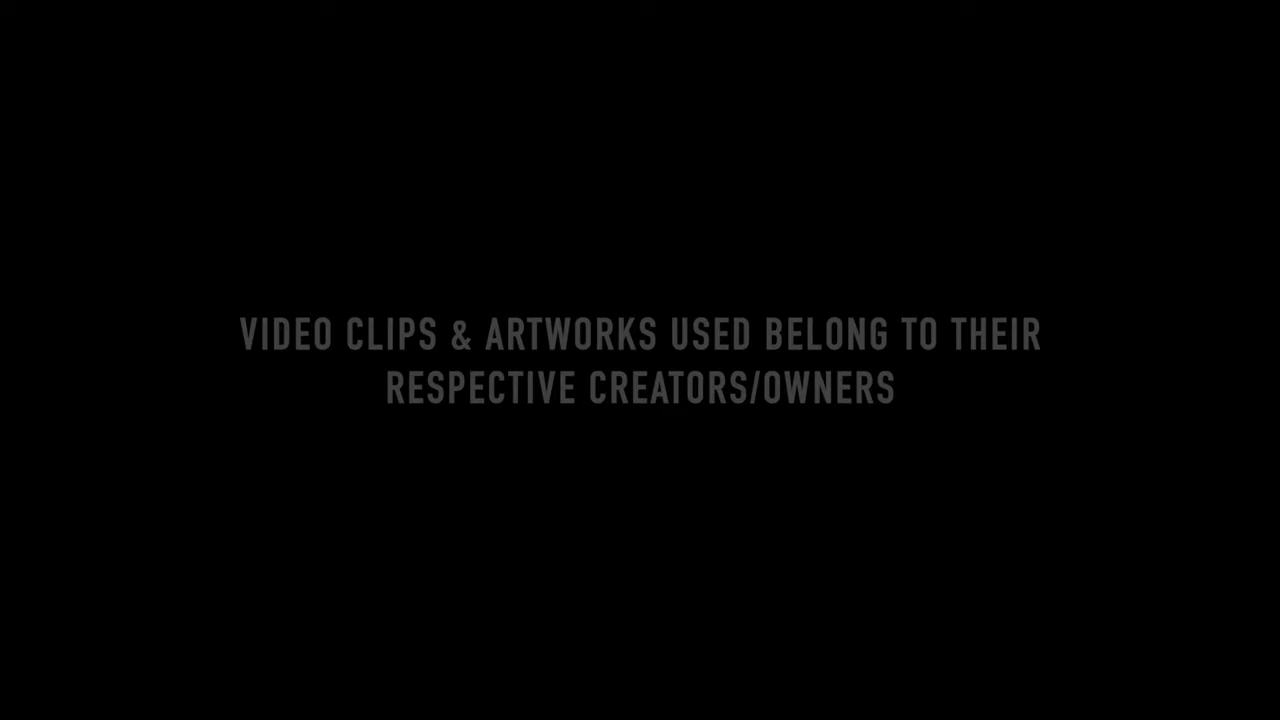 VIDEO CLIPS & ARTWORKS USED BELONG TO THEIR
RESPECTIVE CREATORS/OWNERS